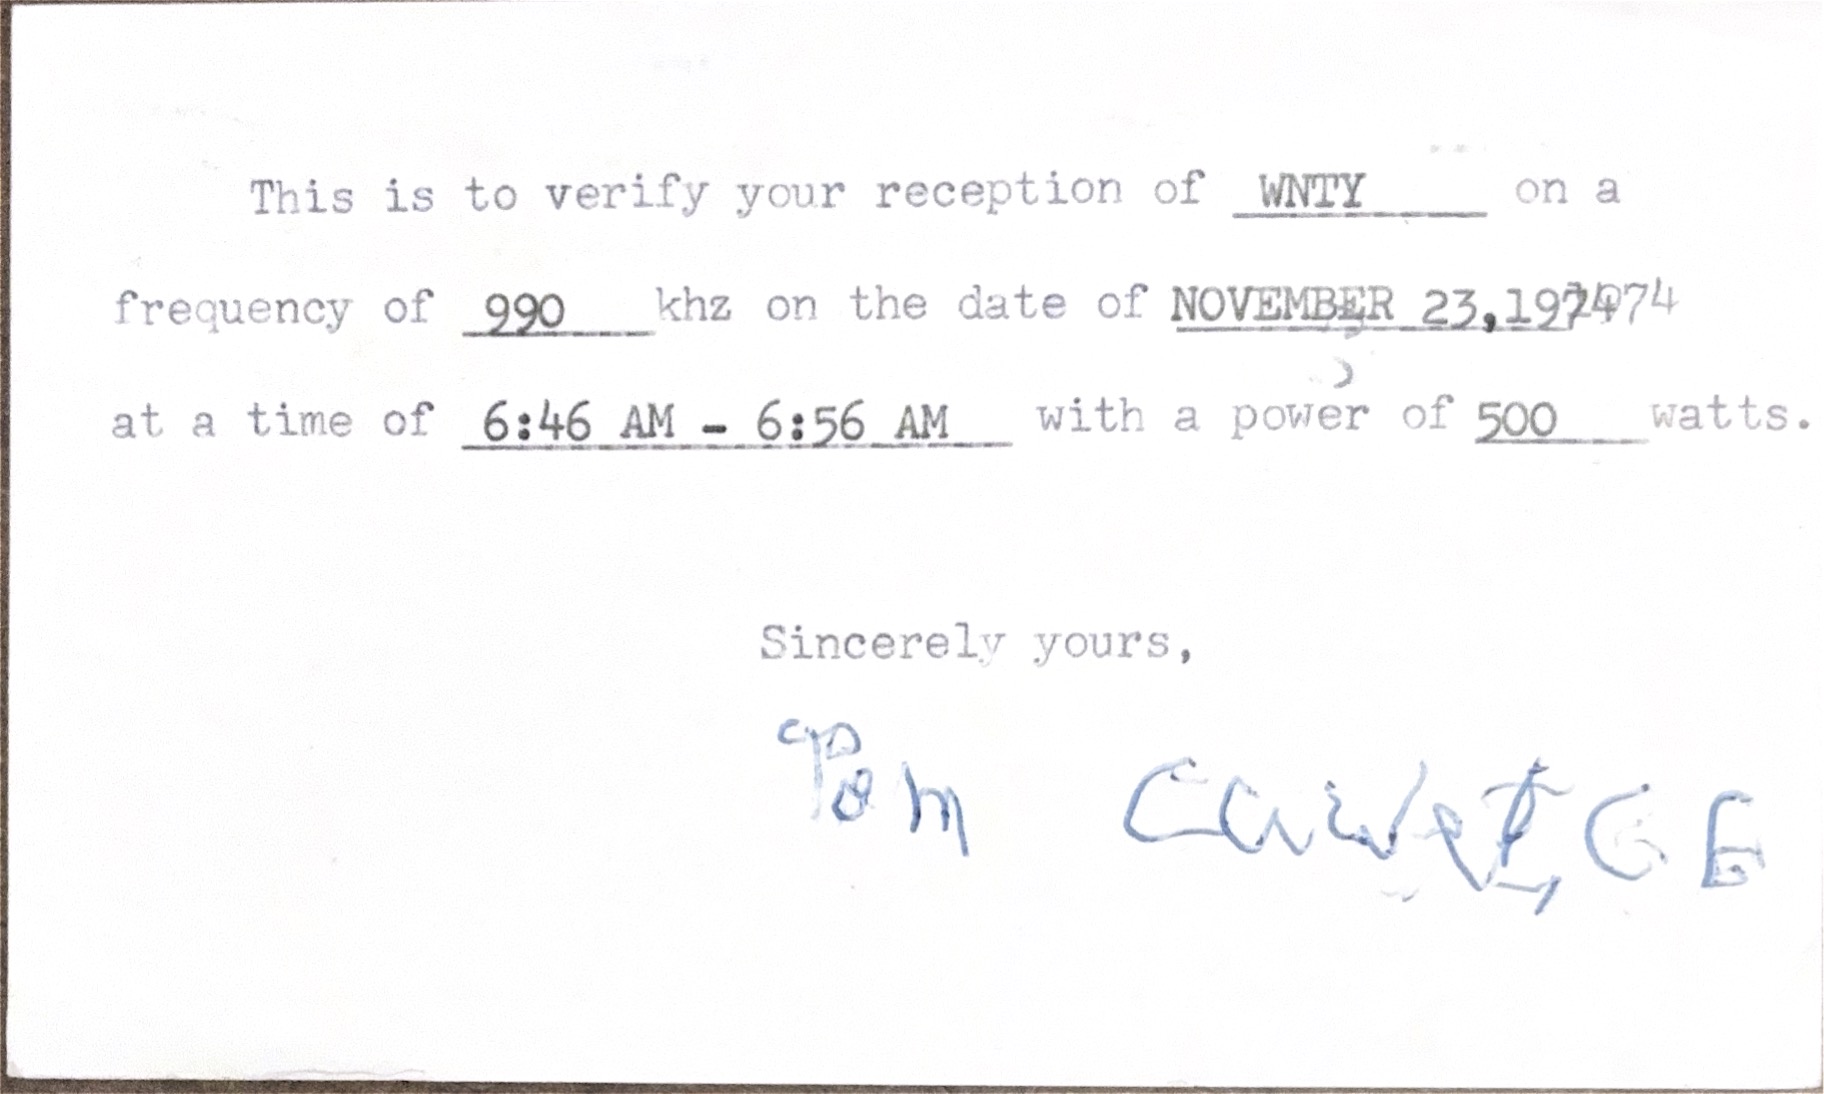 This is to verify your reception of WNTY on a
frequency of 990 khz on the date of NOVEMBER 23,1974
at a time of 6:46 AM - 6:56 AM with a power of 500 watts.
Sincerely yours,
Tom